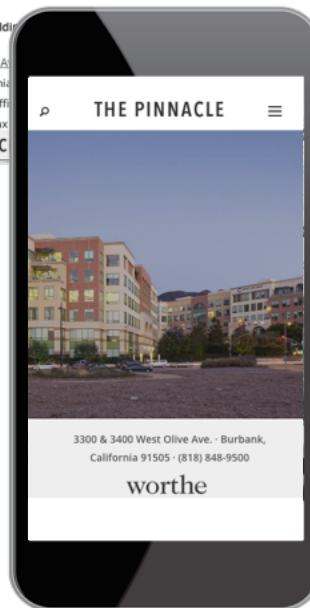 THE PINNACLE
3300 & 3400 West Olive Ave. · Burbank,
California 91505 · (818) 848-9500
worthe